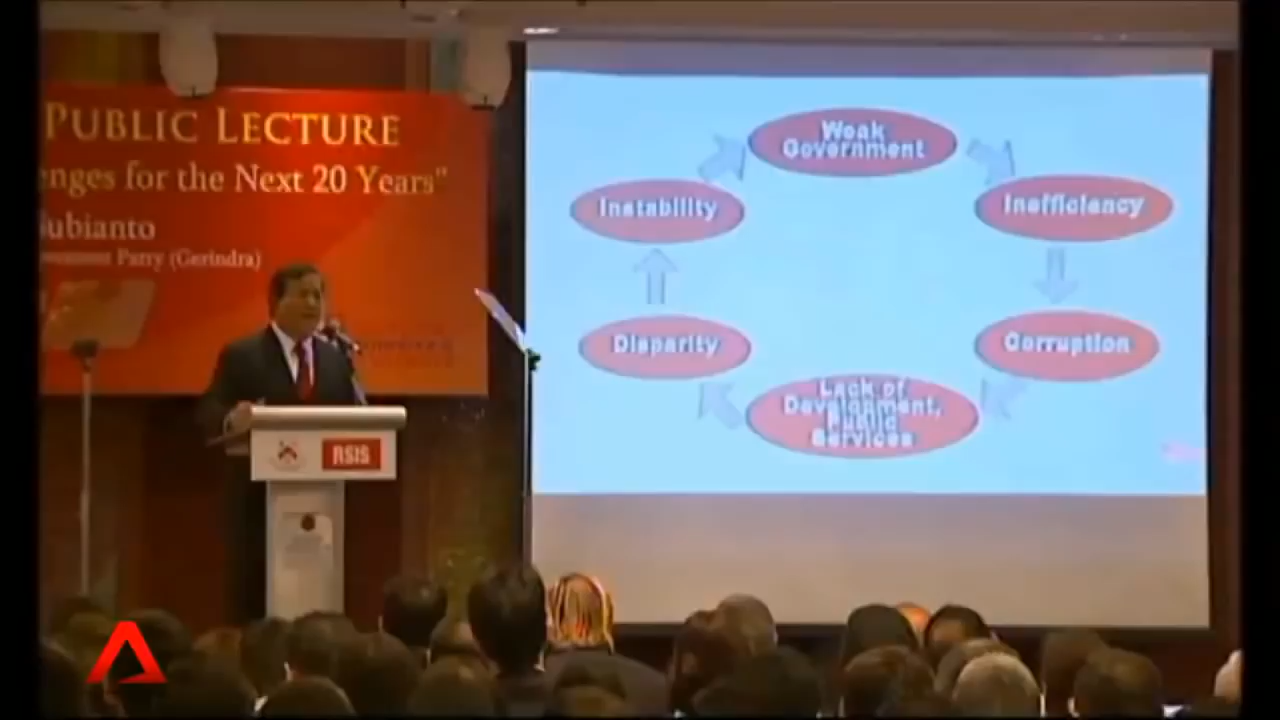 PUBLIC LECTURE
enges for the Next 20 Years"
ubianto
Party (Gerindra)
RSIS
Weak
Government
Inefficiency
Corruption
Lack of
Development,
Public
Services
Disparity
Instability